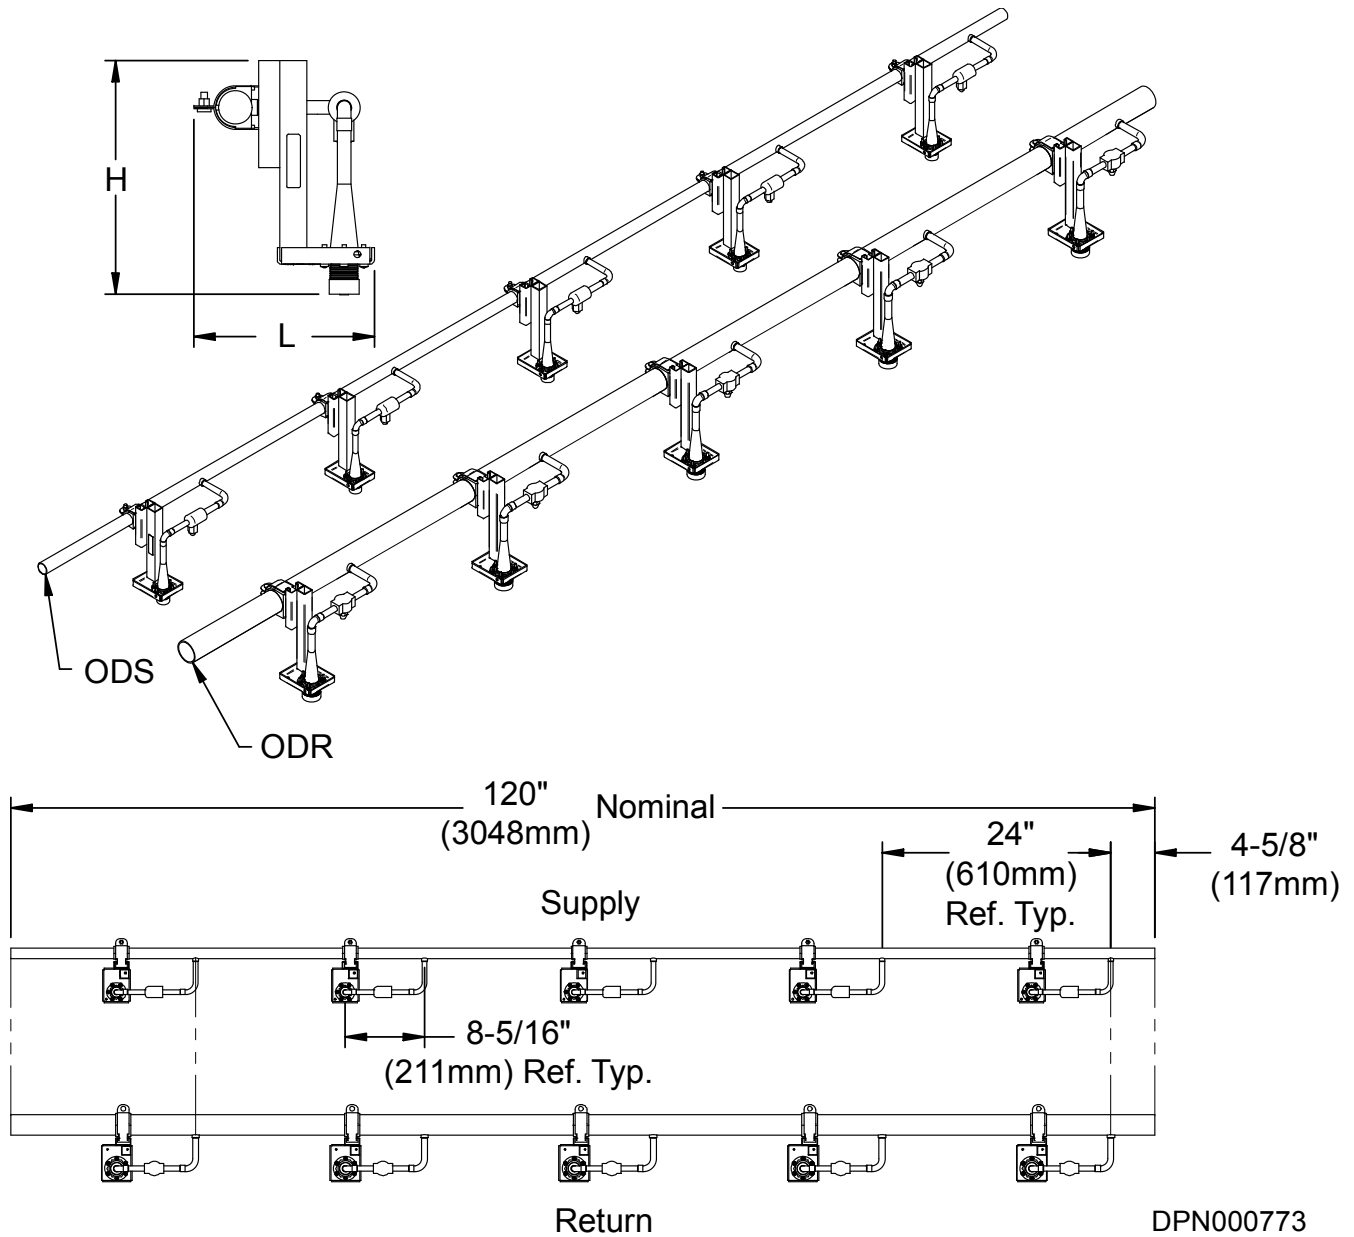 H
L
ODS
ODR
120"
(3048mm)
Nominal
24"
(610mm)
Ref. Typ.
4-5/8"
(117mm)
Supply
8-5/16"
(211mm) Ref. Typ.
Return
DPN000773